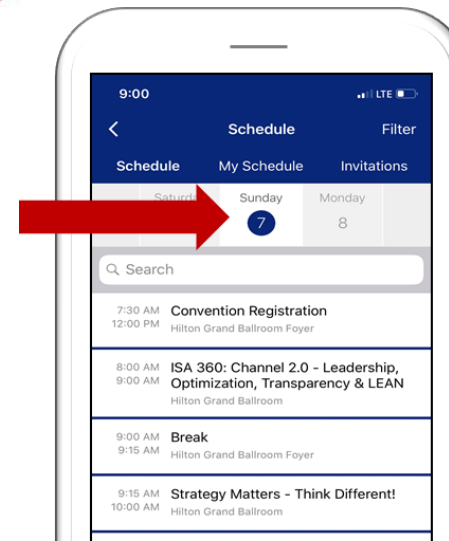 9:00 LTE
Schedule Filter
Schedule My Schedule Invitations
Saturda Sunday Monday
7 8
Search
7:30 AM Convention Registration
12:00 PM Hilton Grand Ballroom Foyer
8:00 AM ISA 360: Channel 2.0 - Leadership,
9:00 AM Optimization, Transparency & LEAN
Hilton Grand Ballroom
9:00 AM Break
9:15 AM Hilton Grand Ballroom Foyer
9:15 AM Strategy Matters - Think Different!
10:00 AM Hilton Grand Ballroom